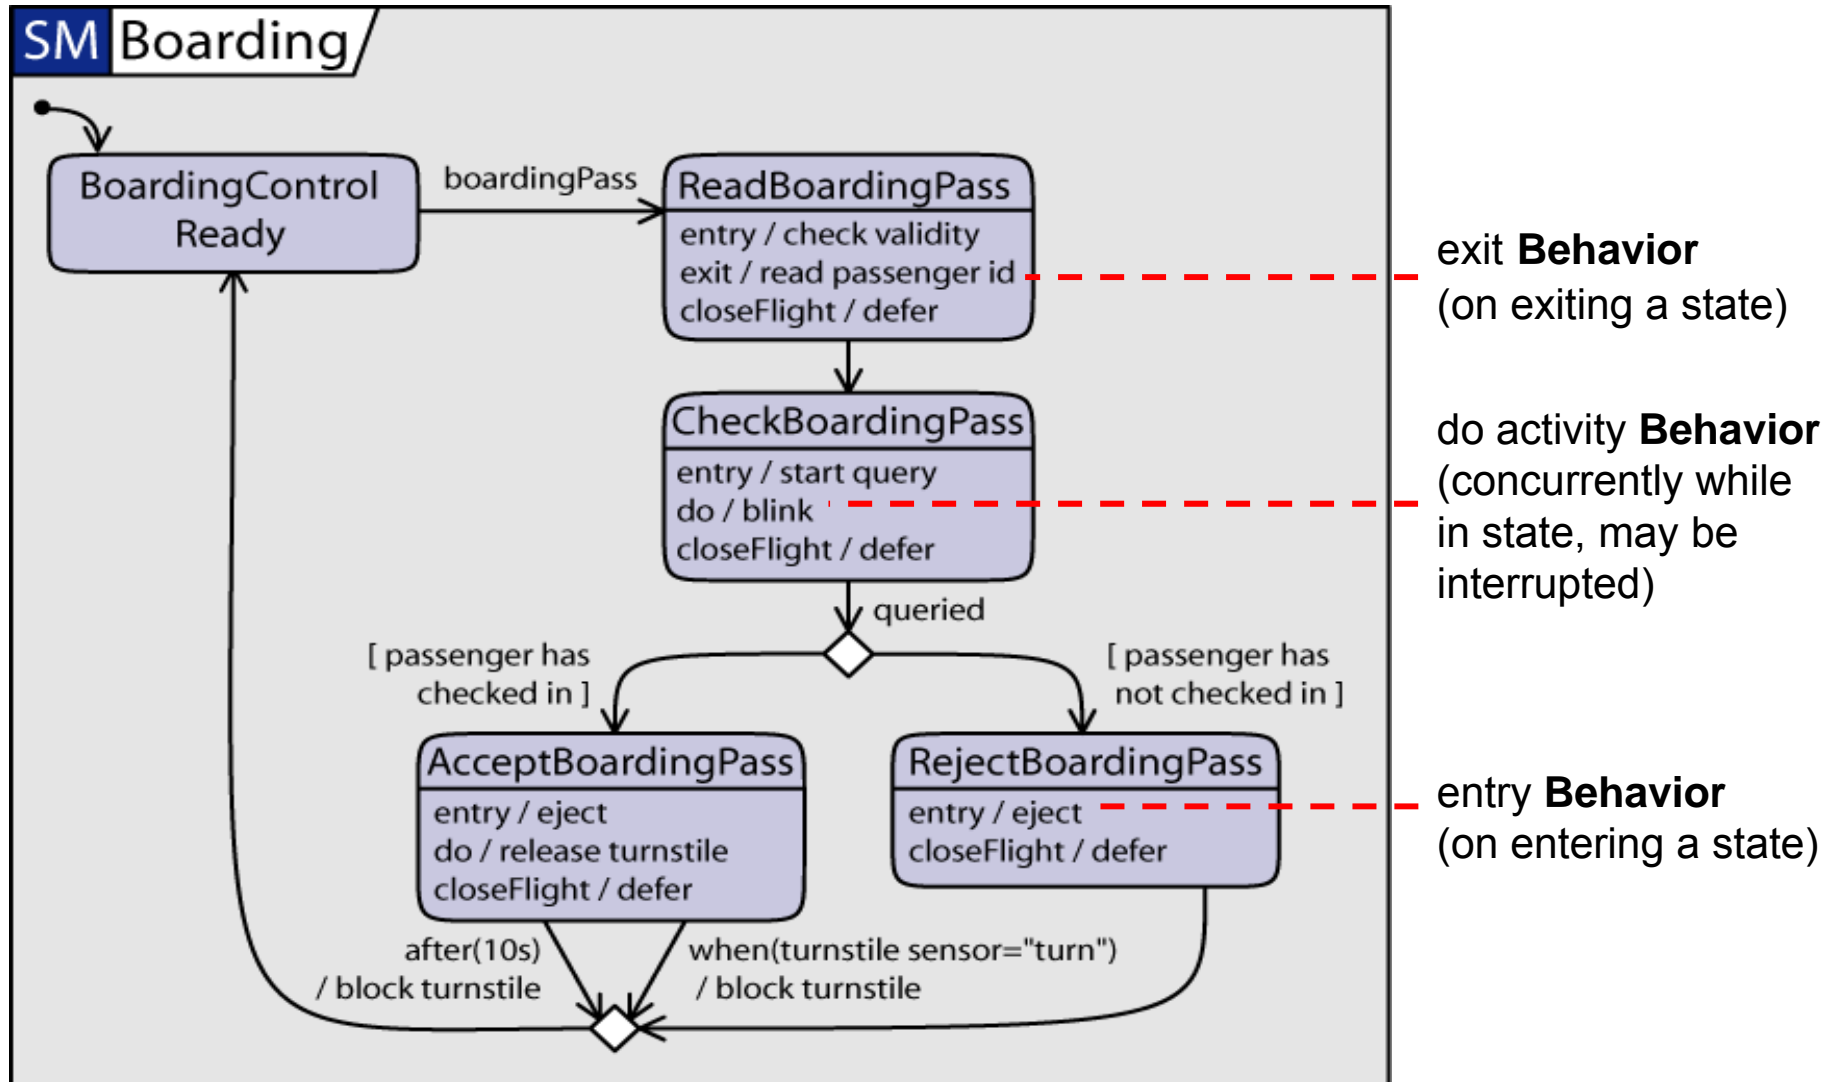 SM Boarding
BoardingControl
Ready
boardingPass
ReadBoardingPass
entry / check validity
exit / read passenger id
closeFlight / defer
exit Behavior
(on exiting a state)
CheckBoardingPass
entry / start query
do / blink
closeFlight / defer
do activity Behavior
(concurrently while
in state, may be
interrupted)
queried
[ passenger has
checked in ]
[ passenger has
not checked in ]
AcceptBoardingPass
entry / eject
do / release turnstile
closeFlight / defer
RejectBoardingPass
entry / eject
closeFlight / defer
entry Behavior
(on entering a state)
after(10s)
/ block turnstile
when(turnstile sensor="turn")
/ block turnstile